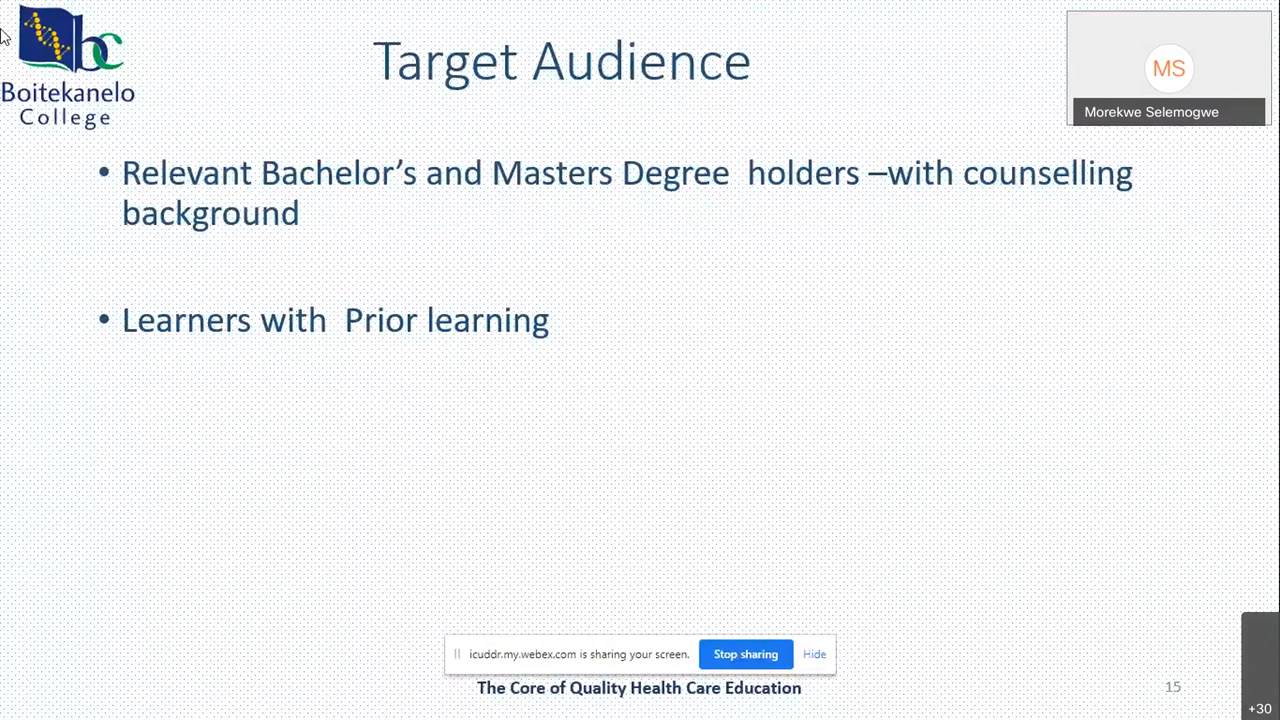 bc
Boitekanelo
College
Target Audience
MS
Morekwe Selemogwe
• Relevant Bachelor’s and Masters Degree  holders –with counselling
background
• Learners with  Prior learning
icuddr.my.webex.com is sharing your screen.
Stop sharing
Hide
The Core of Quality Health Care Education
15
+30